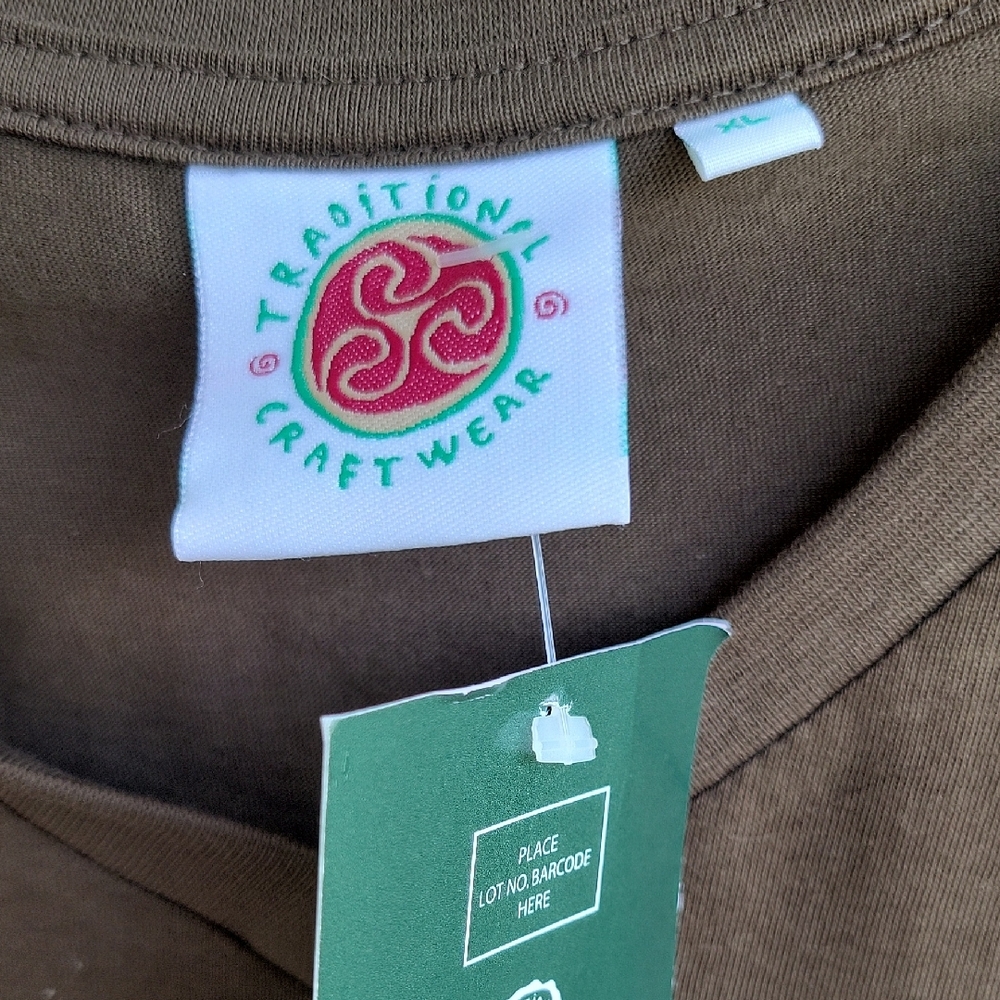 TRADITIONAL
CRAFTWEAR
XL
PLACE
LOT NO. BARCODE
HERE